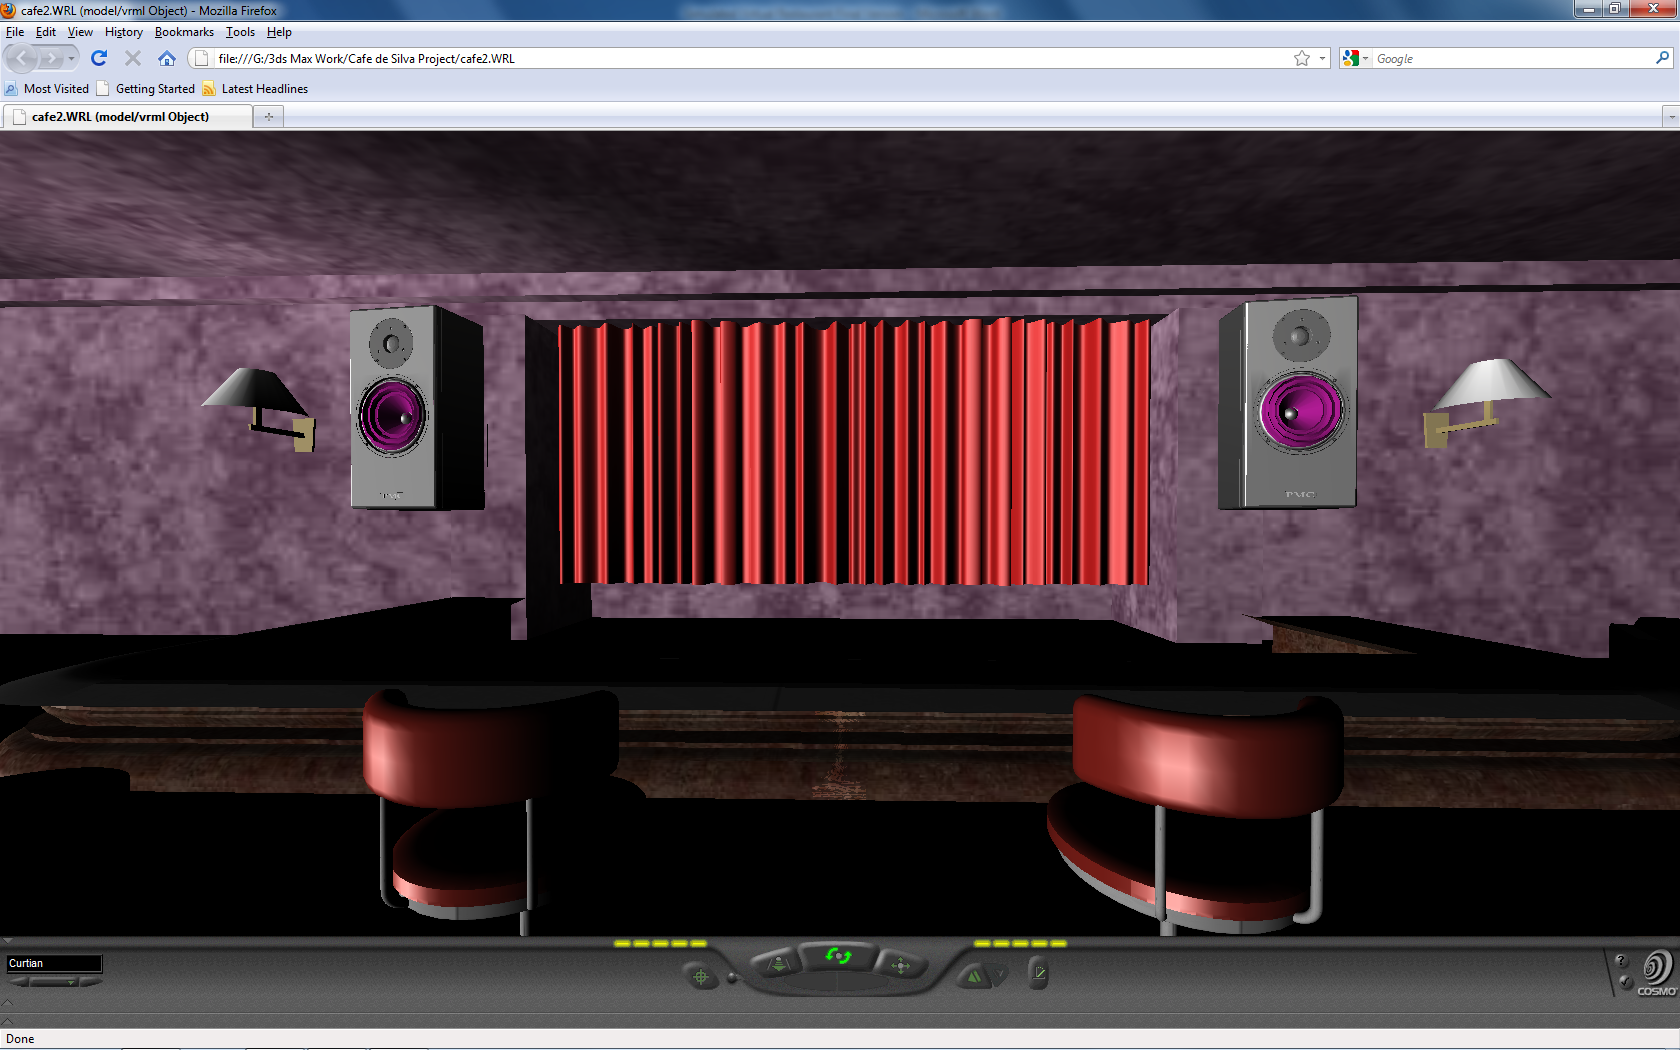 cafe2.WRL (model/vrml Object) - Mozilla Firefox
File Edit View History Bookmarks Tools Help
file:///G:/3ds Max Work/Cafe de Silva Project/cafe2.WRL
Google
Most Visited Getting Started Latest Headlines
cafe2.WRL (model/vrml Object)
PMC
PMC
Curtian
?
COSMO
Done